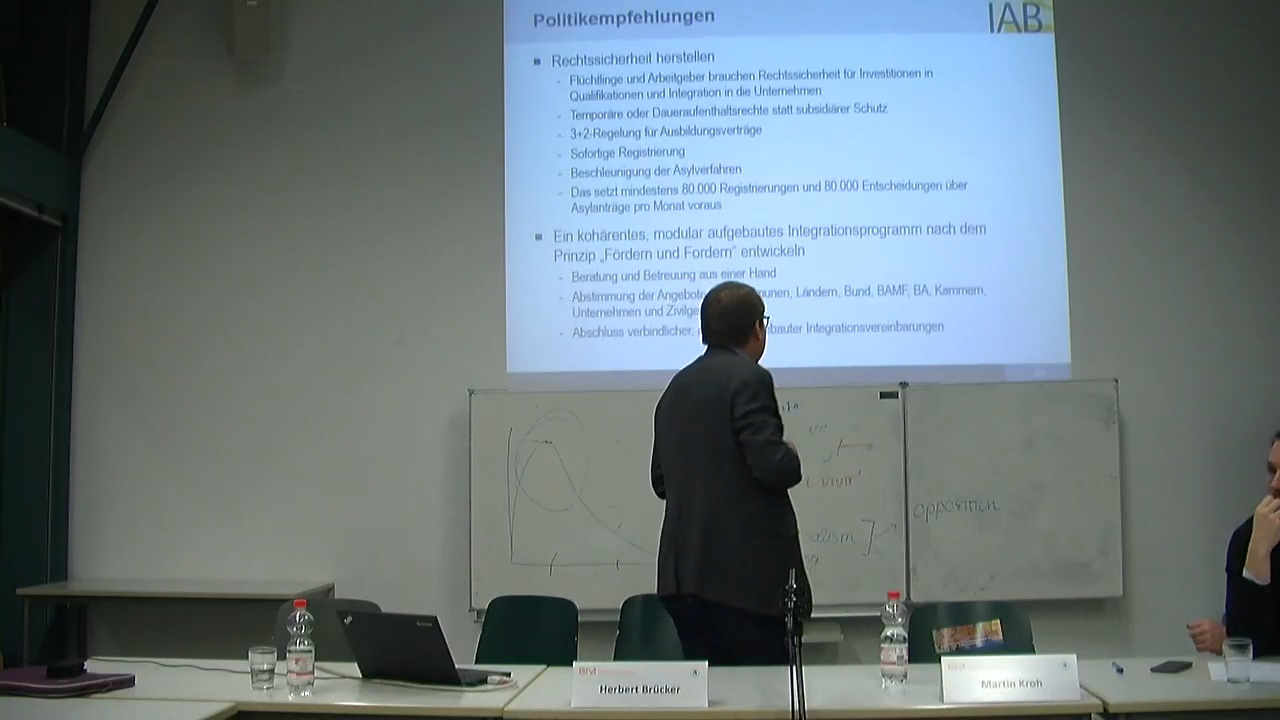 Politikempfehlungen
IAB
Rechtssicherheit herstellen
- Flüchtlinge und Arbeitgeber brauchen Rechtssicherheit für Investitionen in
Qualifikationen und Integration in die Unternehmen
- Temporäre oder Daueraufenthaltsrechte statt subsidiärer Schutz
- 3+2-Regelung für Ausbildungsverträge
- Sofortige Registrierung
- Beschleunigung der Asylverfahren
- Das setzt mindestens 80.000 Registrierungen und 80.000 Entscheidungen über
Asylanträge pro Monat voraus
Ein kohärentes, modular aufgebautes Integrationsprogramm nach dem
Prinzip „Fördern und Fordern“ entwickeln
- Beratung und Betreuung aus einer Hand
- Abstimmung der Länder, Bund, BAMF, BA, Kammern,
Unternehmen und
- Abschluss verbindlicher, Integrationsvereinbarungen
opposition
BIM
Herbert Brücker
BIM
Martin Kroh